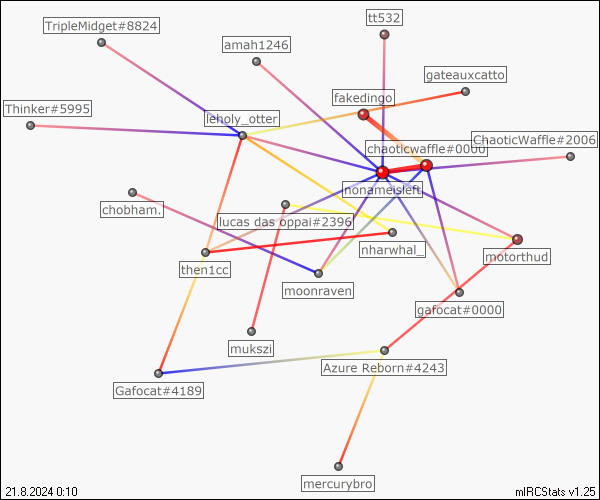 TripleMidget#8824
tt532
amah1246
gateauxcatto
fakedingo
Thinker#5995
leholy_otter
chaoticwaffle#0000
ChaoticWaffle#2006
nonameisleft
chobham.
lucas das oppai#2396
nharwhal_
motorthud
then1cc
moonraven
gafocat#0000
mukszi
Azure Reborn#4243
Gafocat#4189
mercurybro
21.8.2024 0:10
mIRCStats v1.25